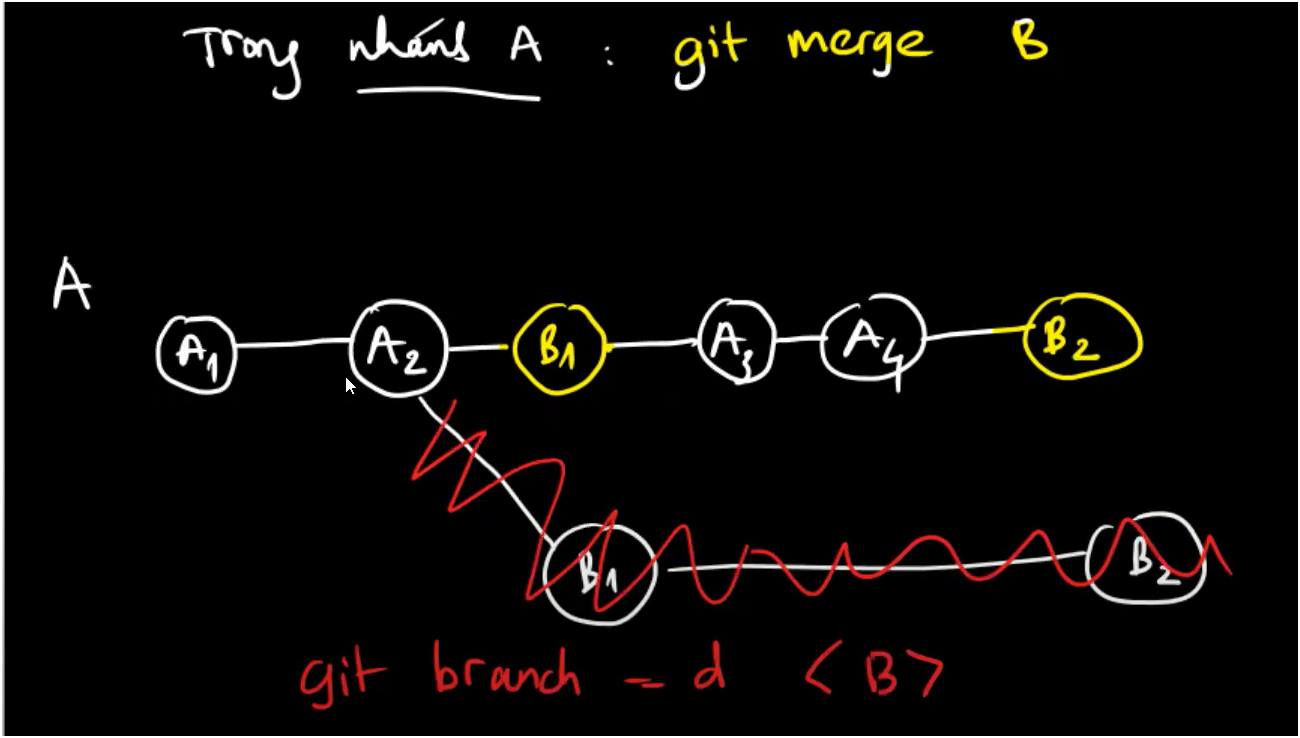 Trong nhánh A : git merge B
A
A1 A2 B1 A3 A4 B2
B1 B2
git branch -d <B>